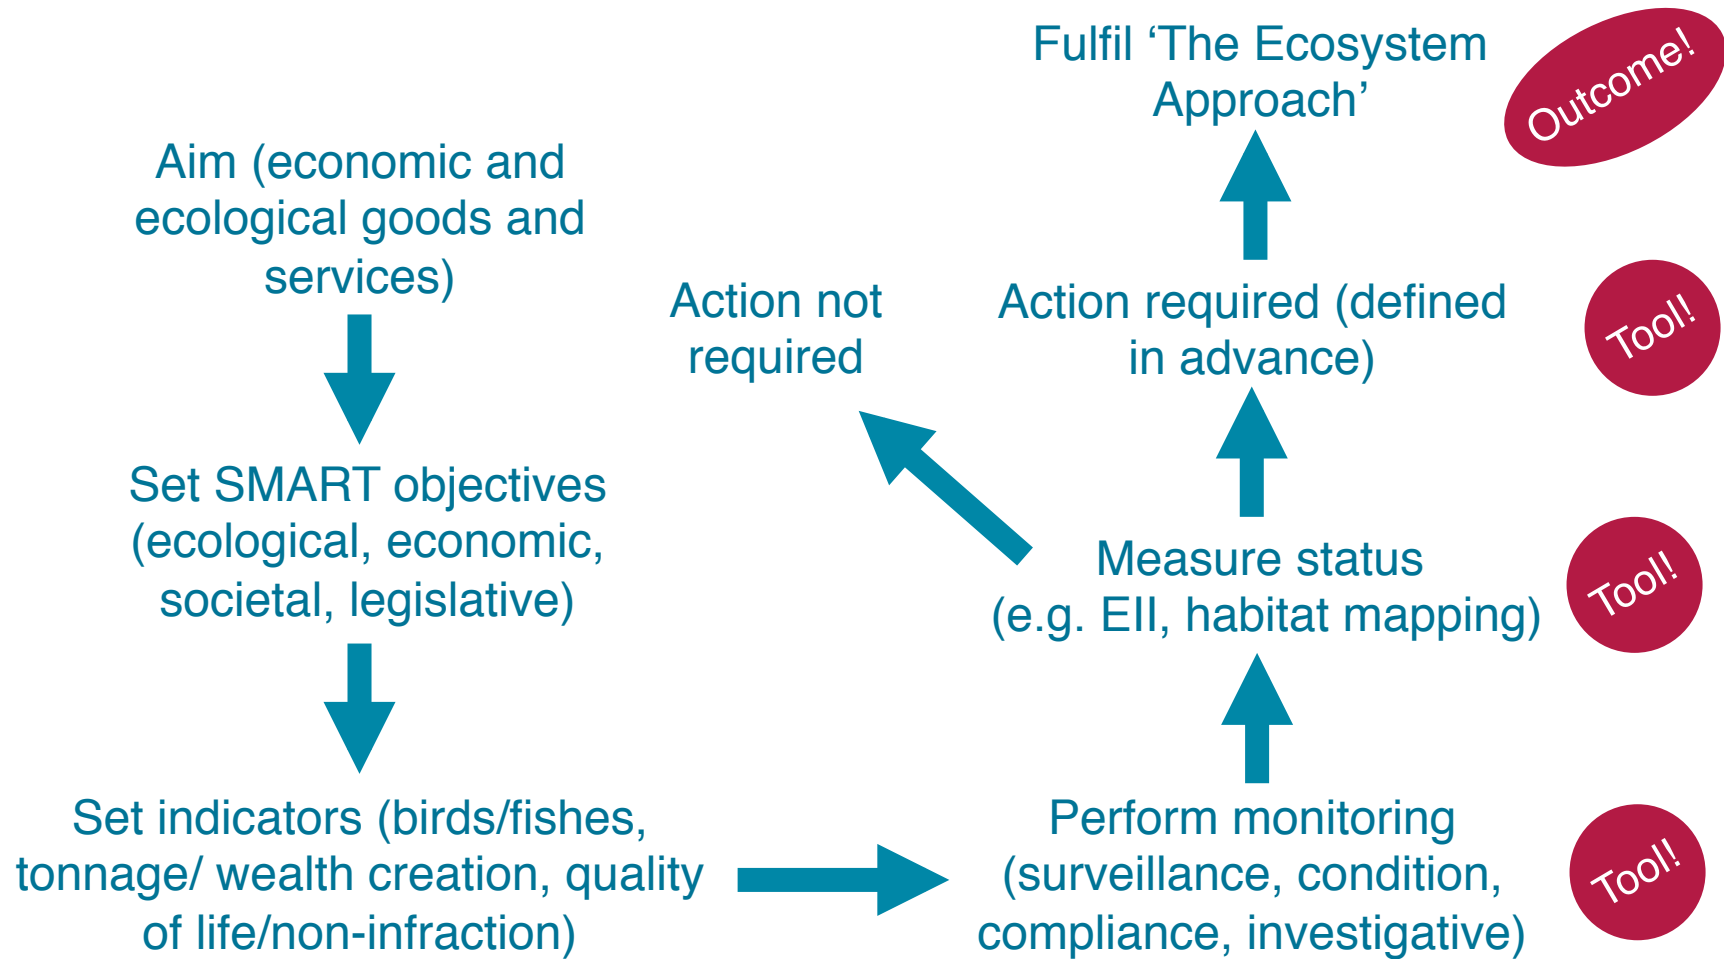 Aim (economic and
ecological goods and
services)
Set SMART objectives
(ecological, economic,
societal, legislative)
Set indicators (birds/fishes,
tonnage/ wealth creation, quality
of life/non-infraction)
Perform monitoring
(surveillance, condition,
compliance, investigative)
Tool!
Measure status
(e.g. EII, habitat mapping)
Tool!
Action not
required
Action required (defined
in advance)
Tool!
Fulfil ‘The Ecosystem
Approach’
Outcome!